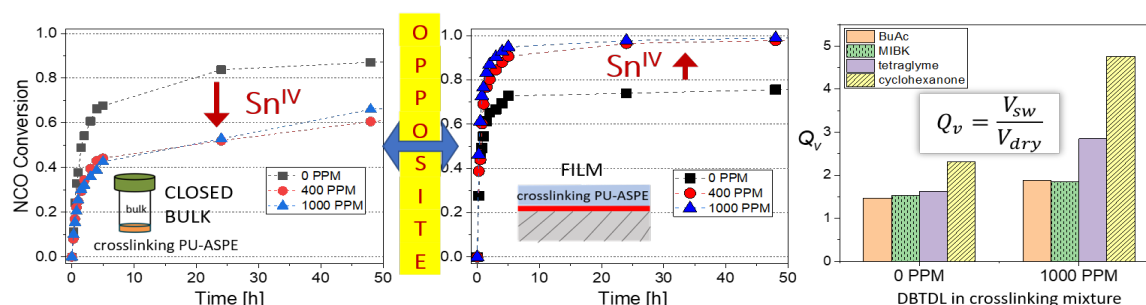 NCO Conversion
1.0
0.8
0.6
0.4
0.2
0.0
Sn^IV
0 PPM
400 PPM
1000 PPM
bulk
CLOSED
BULK
crosslinking PU-ASPE
0 10 20 30 40 50
Time [h]
O
P
P
O
S
I
T
E
1.0
0.8
0.6
0.4
0.2
0.0
Sn^IV
FILM
crosslinking PU-ASPE
0 PPM
400 PPM
1000 PPM
0 10 20 30 40 50
Time [h]
BuAc
MIBK
tetraglyme
cyclohexanone
Q_v
5
4
3
2
1
0
Q_v = V_sw / V_dry
0 PPM 1000 PPM
DBTDL in crosslinking mixture